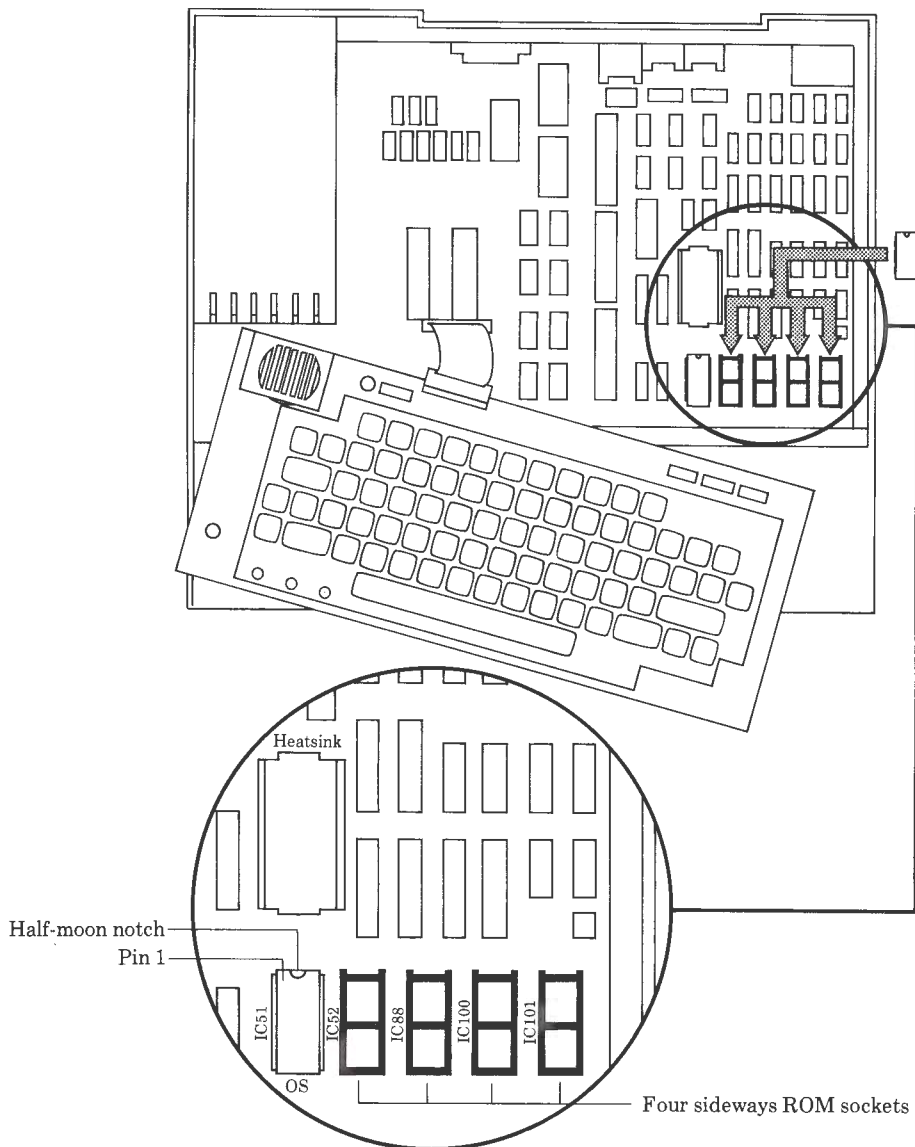 Heatsink
Half-moon notch
Pin 1
IC51
IC52
IC88
IC100
IC101
OS
Four sideways ROM sockets